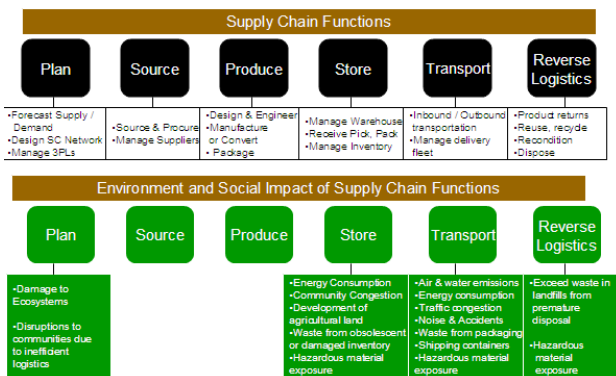 Supply Chain Functions
Plan
Source
Produce
Store
Transport
Reverse
Logistics
•Forecast Supply /
Demand
•Design SC Network
•Manage 3PLs
•Source & Procure
•Manage Suppliers
•Design & Engineer
•Manufacture
or Convert
• Package
•Manage Warehouse
•Receive Pick, Pack
•Manage Inventory
•Inbound / Outbound
transportation
•Manage delivery
fleet
•Product returns
•Reuse, recycle
•Recondition
•Dispose
Environment and Social Impact of Supply Chain Functions
Plan
Source
Produce
Store
Transport
Reverse
Logistics
•Damage to
Ecosystems
•Disruptions to
communities due to
inefficient
logistics
•Energy Consumption
•Community Congestion
•Development of
agricultural land
•Waste from obsolescent
or damaged inventory
•Hazardous material
exposure
•Air & water emissions
•Energy consumption
•Traffic congestion
•Noise & Accidents
•Waste from packaging
•Shipping containers
•Hazardous material
exposure
•Exceed waste in
landfills from
premature
disposal
•Hazardous
material
exposure